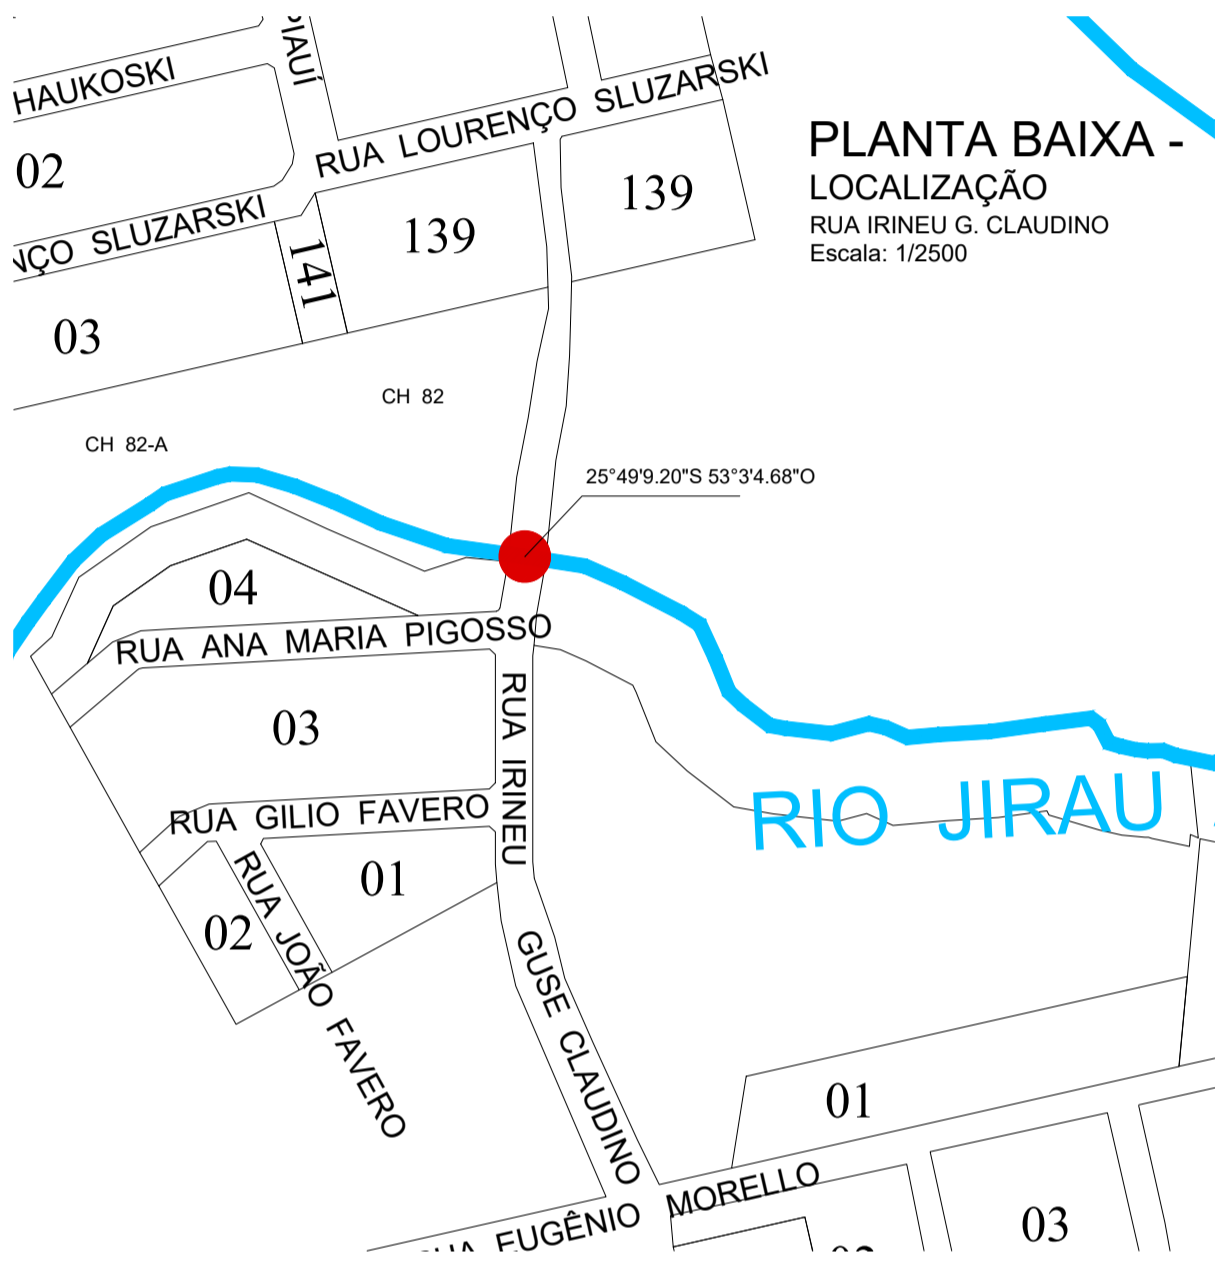 PIAUÍ
HAUKOSKI
RUA LOURENÇO SLUZARSKI
02
139
139
NÇO SLUZARSKI
141
03
PLANTA BAIXA -
LOCALIZAÇÃO
RUA IRINEU G. CLAUDINO
Escala: 1/2500
CH 82
CH 82-A
25°49'9.20"S 53°3'4.68"O
04
RUA ANA MARIA PIGOSSO
03
RUA IRINEU GUSE CLAUDINO
RIO JIRAU
RUA GILIO FAVERO
01
02
RUA JOÃO FAVERO
01
MORELLO
RUA EUGÊNIO
03